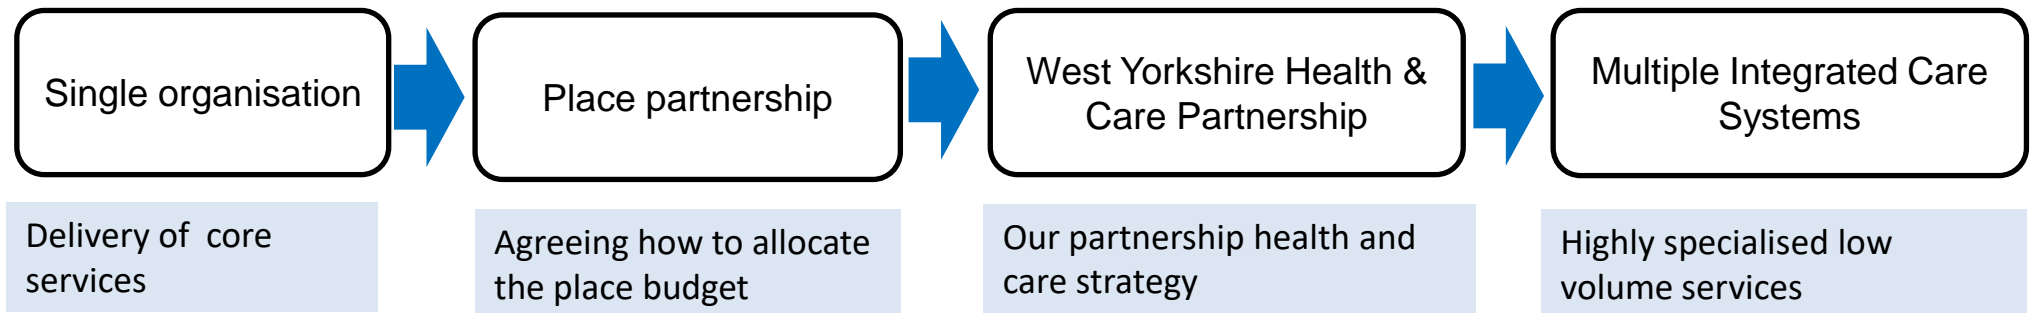 Single organisation
Place partnership
West Yorkshire Health &
Care Partnership
Multiple Integrated Care
Systems
Delivery of  core
services
Agreeing how to allocate
the place budget
Our partnership health and
care strategy
Highly specialised low
volume services